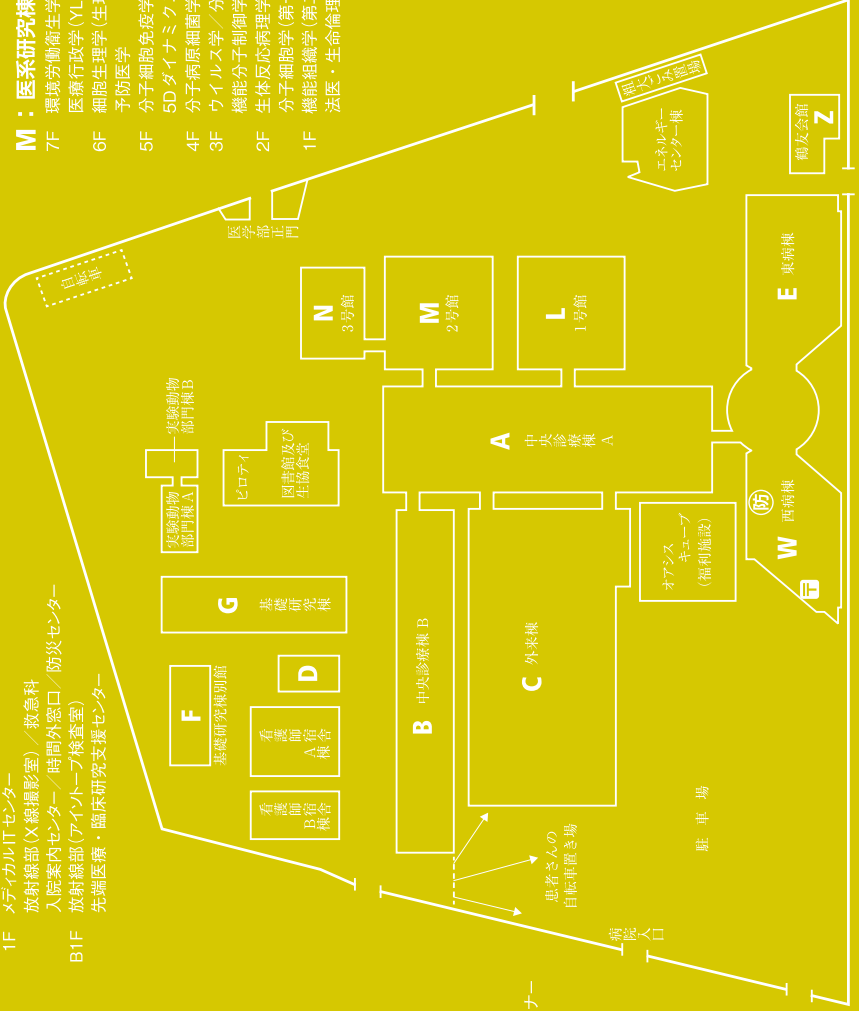 1F メディカルITセンター
放射線部(X線撮影室)/救急科
入院案内センター/時間外窓口/防災センター
B1F 放射線部(アイソトープ検査室)
先端医療・臨床研究支援センター
M：医系研究棟
7F 環境労働衛生学
医療行政学(YL
6F 細胞生理学(生理
予防医学
5F 分子細胞免疫学
5Dダイナミク
4F 分子病原細菌学
3F ウイルス学/分
機能分子制御学
2F 生体反応病理学
分子細胞学(第
1F 機能組織学(第
法医・生命倫理
自転車
医学部正門
粗大ごみ置場
エネルギー
センター棟
鶴友会館
Z
N
3号館
M
2号館
L
1号館
E 東病棟
実験動物
部門棟B
実験動物
部門棟A
ピロティ
図書館及び
生協食堂
A
中央診療棟
A
防
W 西病棟
〒
オアシス
キューブ
(福利施設)
G
基礎研究棟
F
基礎研究棟別館
D
看護師宿舎
A棟
看護師宿舎
B棟
B 中央診療棟 B
C 外来棟
患者さんの
自転車置き場
駐車場
病院入口
ナー